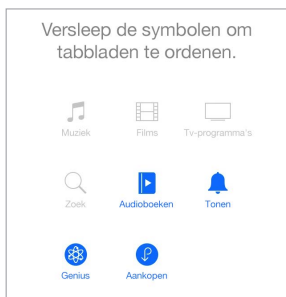 Versleep de symbolen om
tabbladen te ordenen.
Muziek Films Tv-programma's
Zoek Audioboeken Tonen
Genius Aankopen